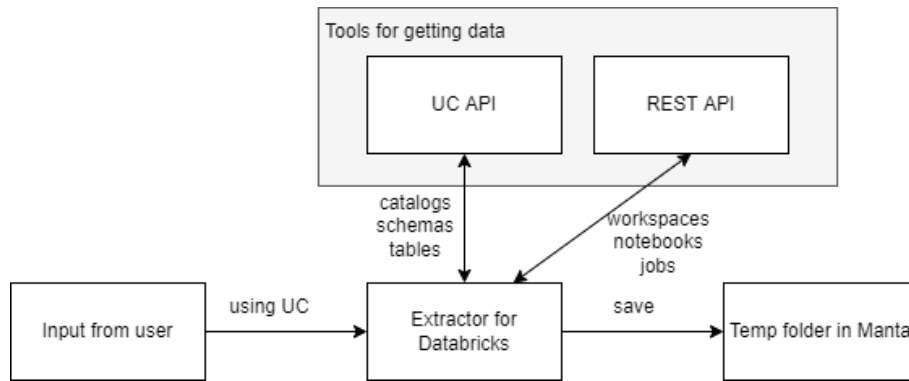 Tools for getting data
UC API
REST API
catalogs
schemas
tables
workspaces
notebooks
jobs
Input from user
using UC
Extractor for
Databricks
save
Temp folder in Manta